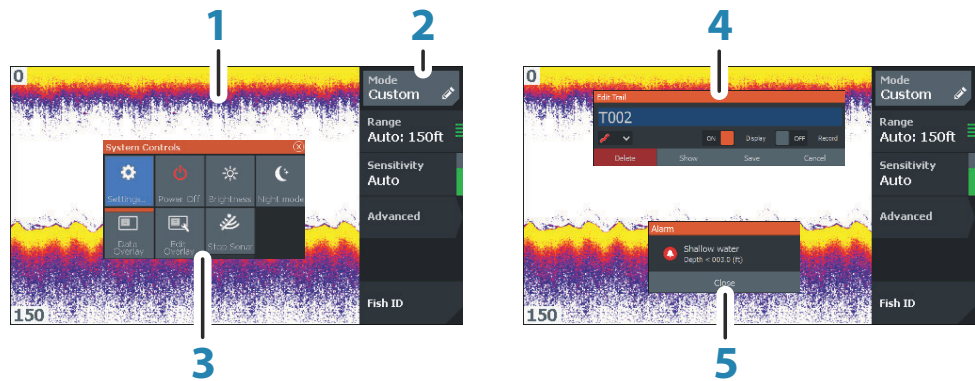 1
2
0
Mode
Custom
Range
Auto: 150ft
Sensitivity
Auto
Advanced
Fish ID
System Controls
Settings...
Power Off
Brightness
Night mode
Data
Overlay
Edit
Overlay
Stop Sonar
150
3
4
0
Mode
Custom
Range
Auto: 150ft
Sensitivity
Auto
Advanced
Fish ID
Edit Trail
T002
ON Display OFF Record
Delete Show Save Cancel
Alarm
Shallow water
Depth < 003.0 (ft)
Close
150
5